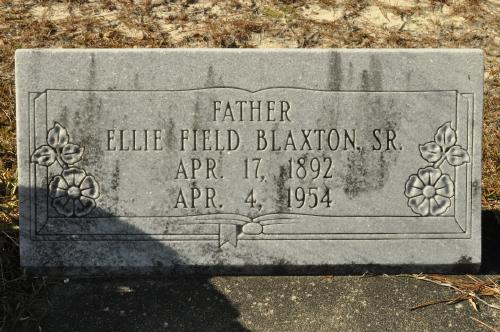 FATHER
ELLIE FIELD BLAXTON, SR.
APR. 17, 1892
APR. 4, 1954